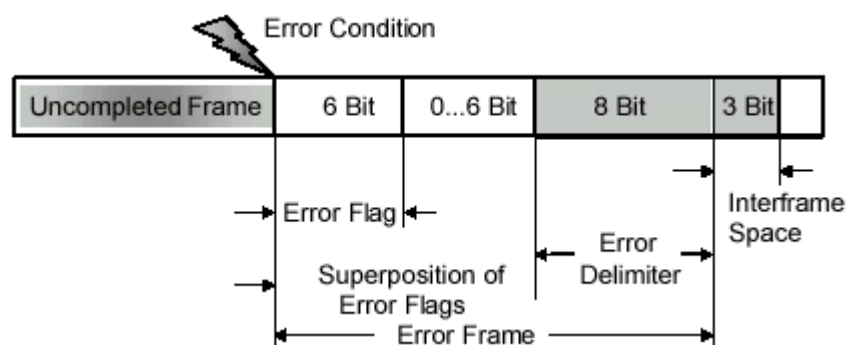 Error Condition
Uncompleted Frame 6 Bit 0...6 Bit 8 Bit 3 Bit
Error Flag
Interframe
Space
Error
Delimiter
Superposition of
Error Flags
Error Frame